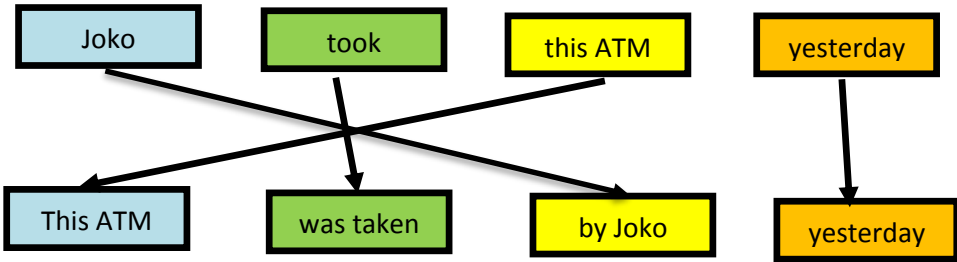 Joko took this ATM yesterday
This ATM was taken by Joko yesterday